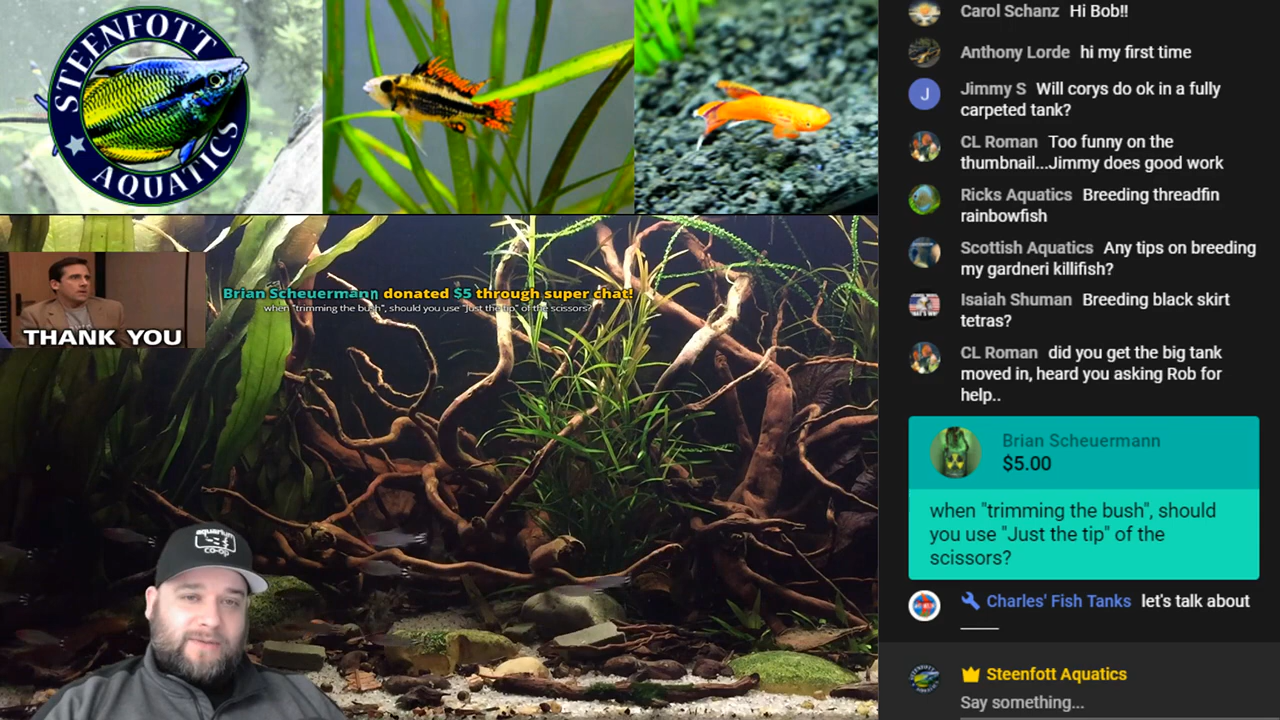 STEENFOTT
AQUATICS
THANK YOU
Brian Scheuermann donated $5 through super chat!
when "trimming the bush", should you use "Just the tip" of the scissors?
aquarium
co-op
Carol Schanz Hi Bob!!
Anthony Lorde hi my first time
J
Jimmy S Will corys do ok in a fully
carpeted tank?
CL Roman Too funny on the
thumbnail...Jimmy does good work
Ricks Aquatics Breeding threadfin
rainbowfish
Scottish Aquatics Any tips on breeding
my gardneri killifish?
Isaiah Shuman Breeding black skirt
tetras?
CL Roman did you get the big tank
moved in, heard you asking Rob for
help..
Brian Scheuermann
$5.00
when "trimming the bush", should
you use "Just the tip" of the
scissors?
Charles' Fish Tanks let's talk about
____
Steenfott Aquatics
Say something...